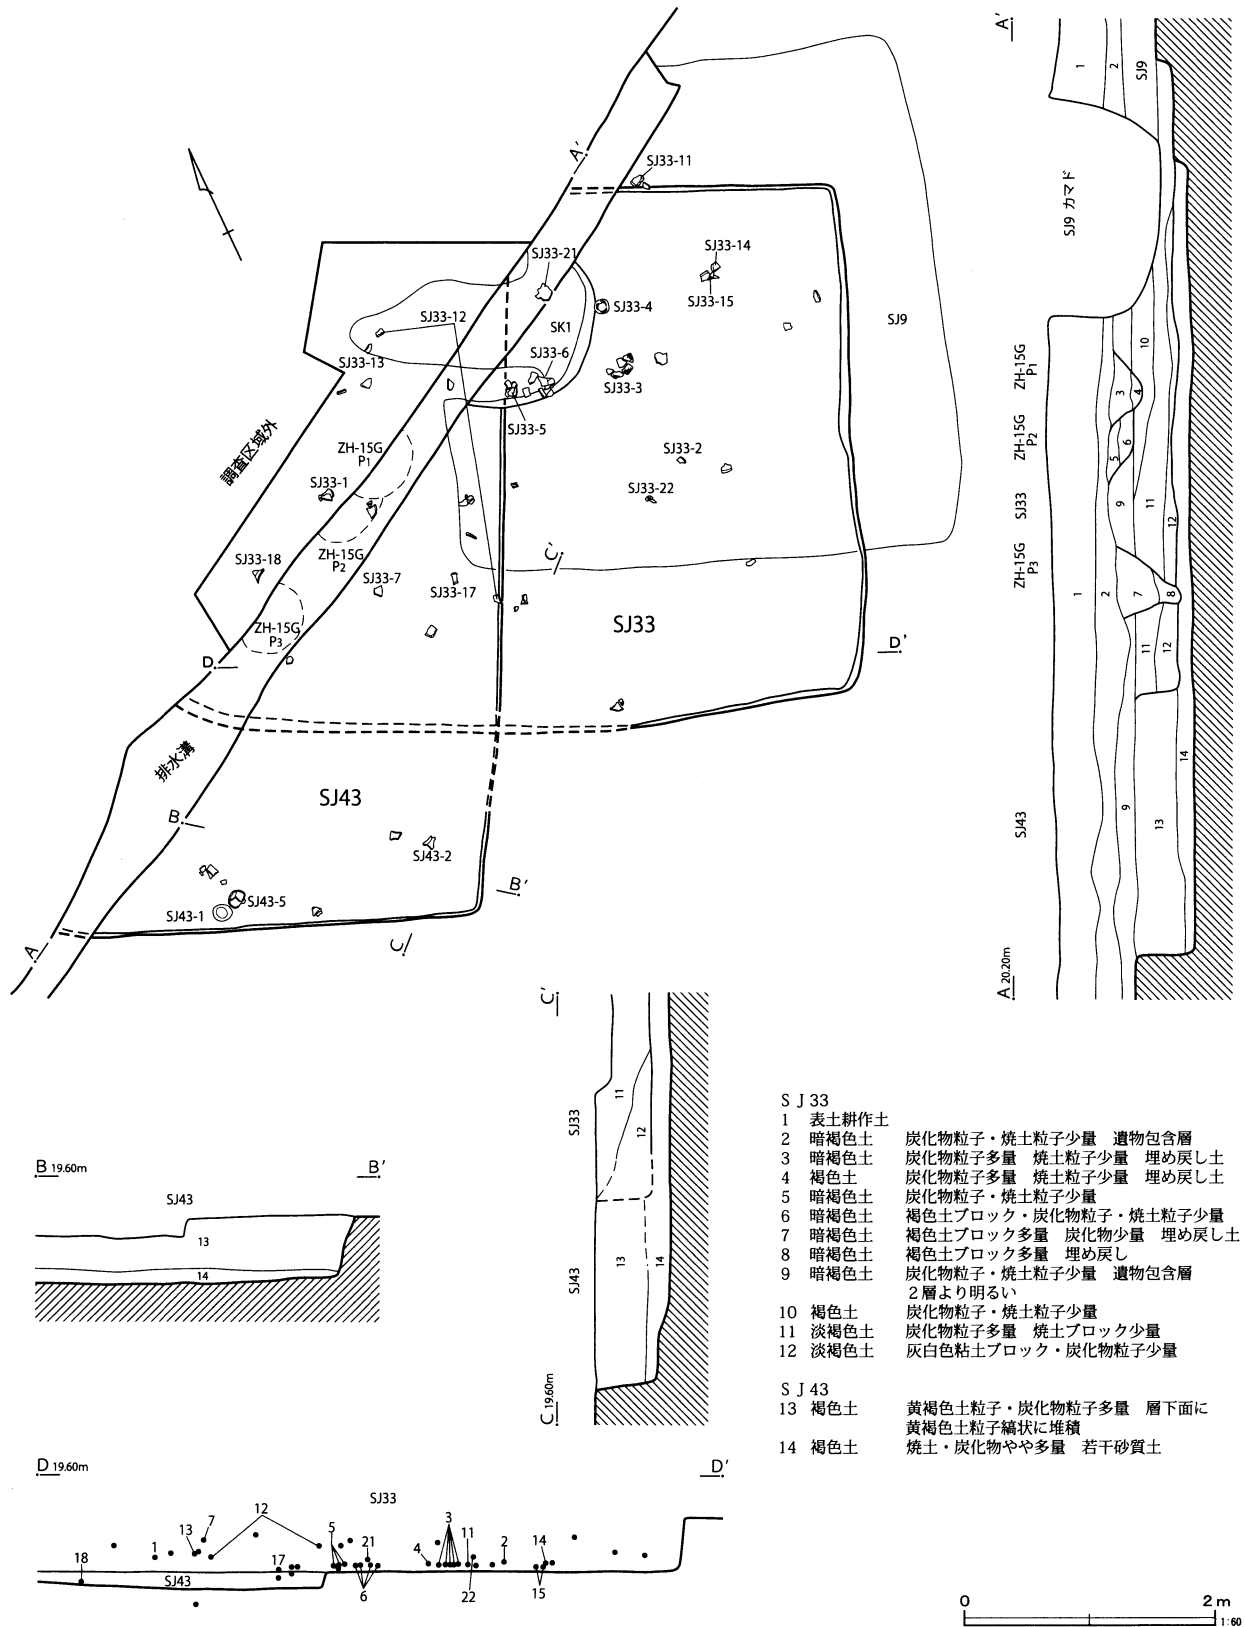 A'
SJ33-11
SJ33-14
SJ33-15
SJ33-21
SJ33-4
SK1
SJ33-12
SJ33-6
SJ33-3
SJ33-13
SJ33-5
SJ9
調査区域外
ZH-15G
P1
SJ33-2
SJ33-1
SJ33-22
ZH-15G
P2
C'
SJ33-18
SJ33-7
SJ33-17
ZH-15G
P3
SJ33
D'
D
排水溝
SJ43
B
SJ43-2
B'
SJ43-5
SJ43-1
A
C
A'
1
2
SJ9
SJ9 カマド
ZH-15G
P1
10
3
4
ZH-15G
P2
5
6
SJ33
9
11
12
ZH-15G
P3
1
2
7
8
11
12
14
SJ43
9
13
A 20.20m
C'
SJ33
11
12
SJ43
13
14
C 19.60m
B 19.60m
B'
SJ43
13
14
D 19.60m
D'
SJ33
12
7
13
1
5
21
3
11
4
2
14
18
17
SJ43
6
22
15
SJ33
1 表土耕作土
2 暗褐色土 炭化物粒子・焼土粒子少量 遺物包含層
3 暗褐色土 炭化物粒子多量 焼土粒子少量 埋め戻し土
4 褐色土 炭化物粒子多量 焼土粒子少量 埋め戻し土
5 暗褐色土 炭化物粒子・焼土粒子少量
6 暗褐色土 褐色土ブロック・炭化物粒子・焼土粒子少量
7 暗褐色土 褐色土ブロック多量 炭化物少量 埋め戻し土
8 暗褐色土 褐色土ブロック多量 埋め戻し
9 暗褐色土 炭化物粒子・焼土粒子少量 遺物包含層
2層より明るい
10 褐色土 炭化物粒子・焼土粒子少量
11 淡褐色土 炭化物粒子多量 焼土ブロック少量
12 淡褐色土 灰白色粘土ブロック・炭化物粒子少量
SJ43
13 褐色土 黄褐色土粒子・炭化物粒子多量 層下面に
黄褐色土粒子縞状に堆積
14 褐色土 焼土・炭化物やや多量 若干砂質土
0 2m
1:60